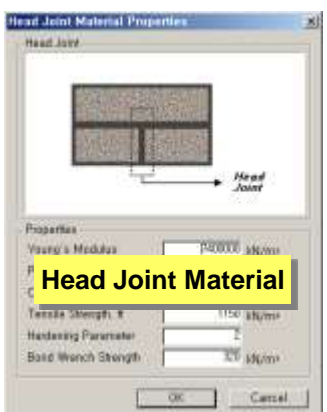 Head Joint Material Properties
Head Joint
Head
Joint
Properties
Young's Modulus kN/m²
Head Joint Material
Tensile Strength, ft 1150 kN/m²
Hardening Parameter 2
Bond Wrench Strength 320 kN/m²
OK Cancel